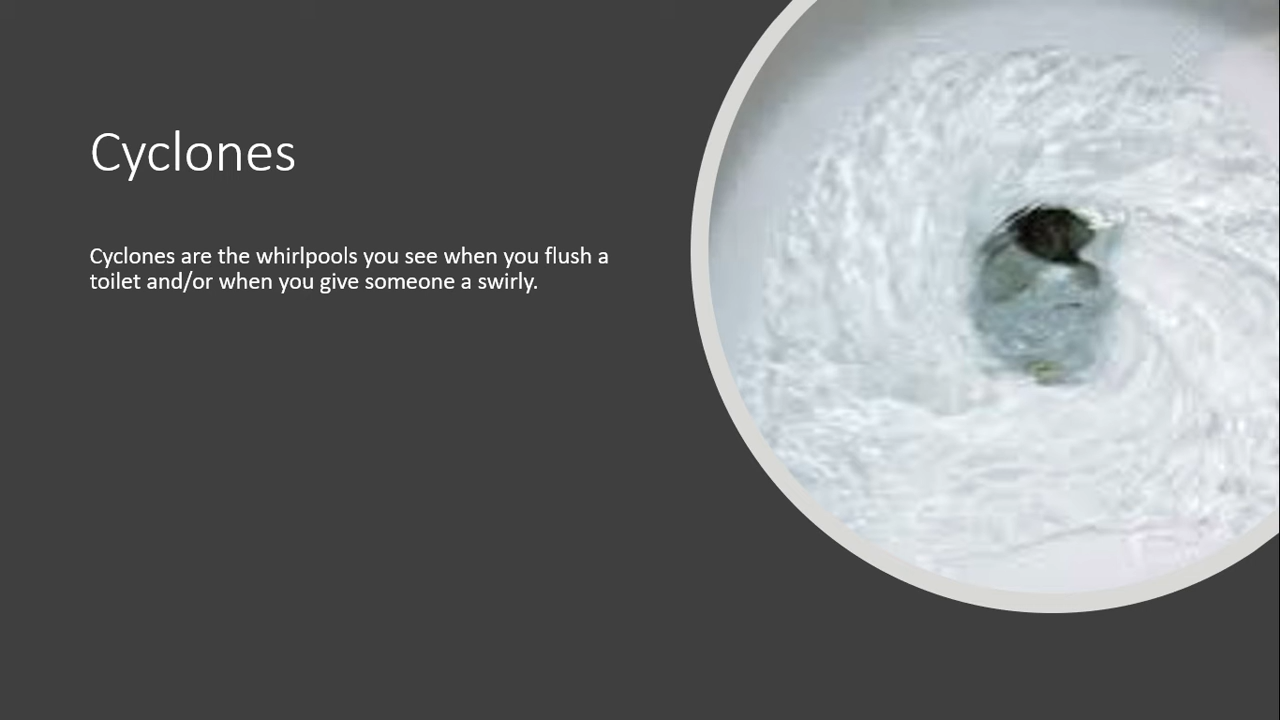 Cyclones
Cyclones are the whirlpools you see when you flush a
toilet and/or when you give someone a swirly.